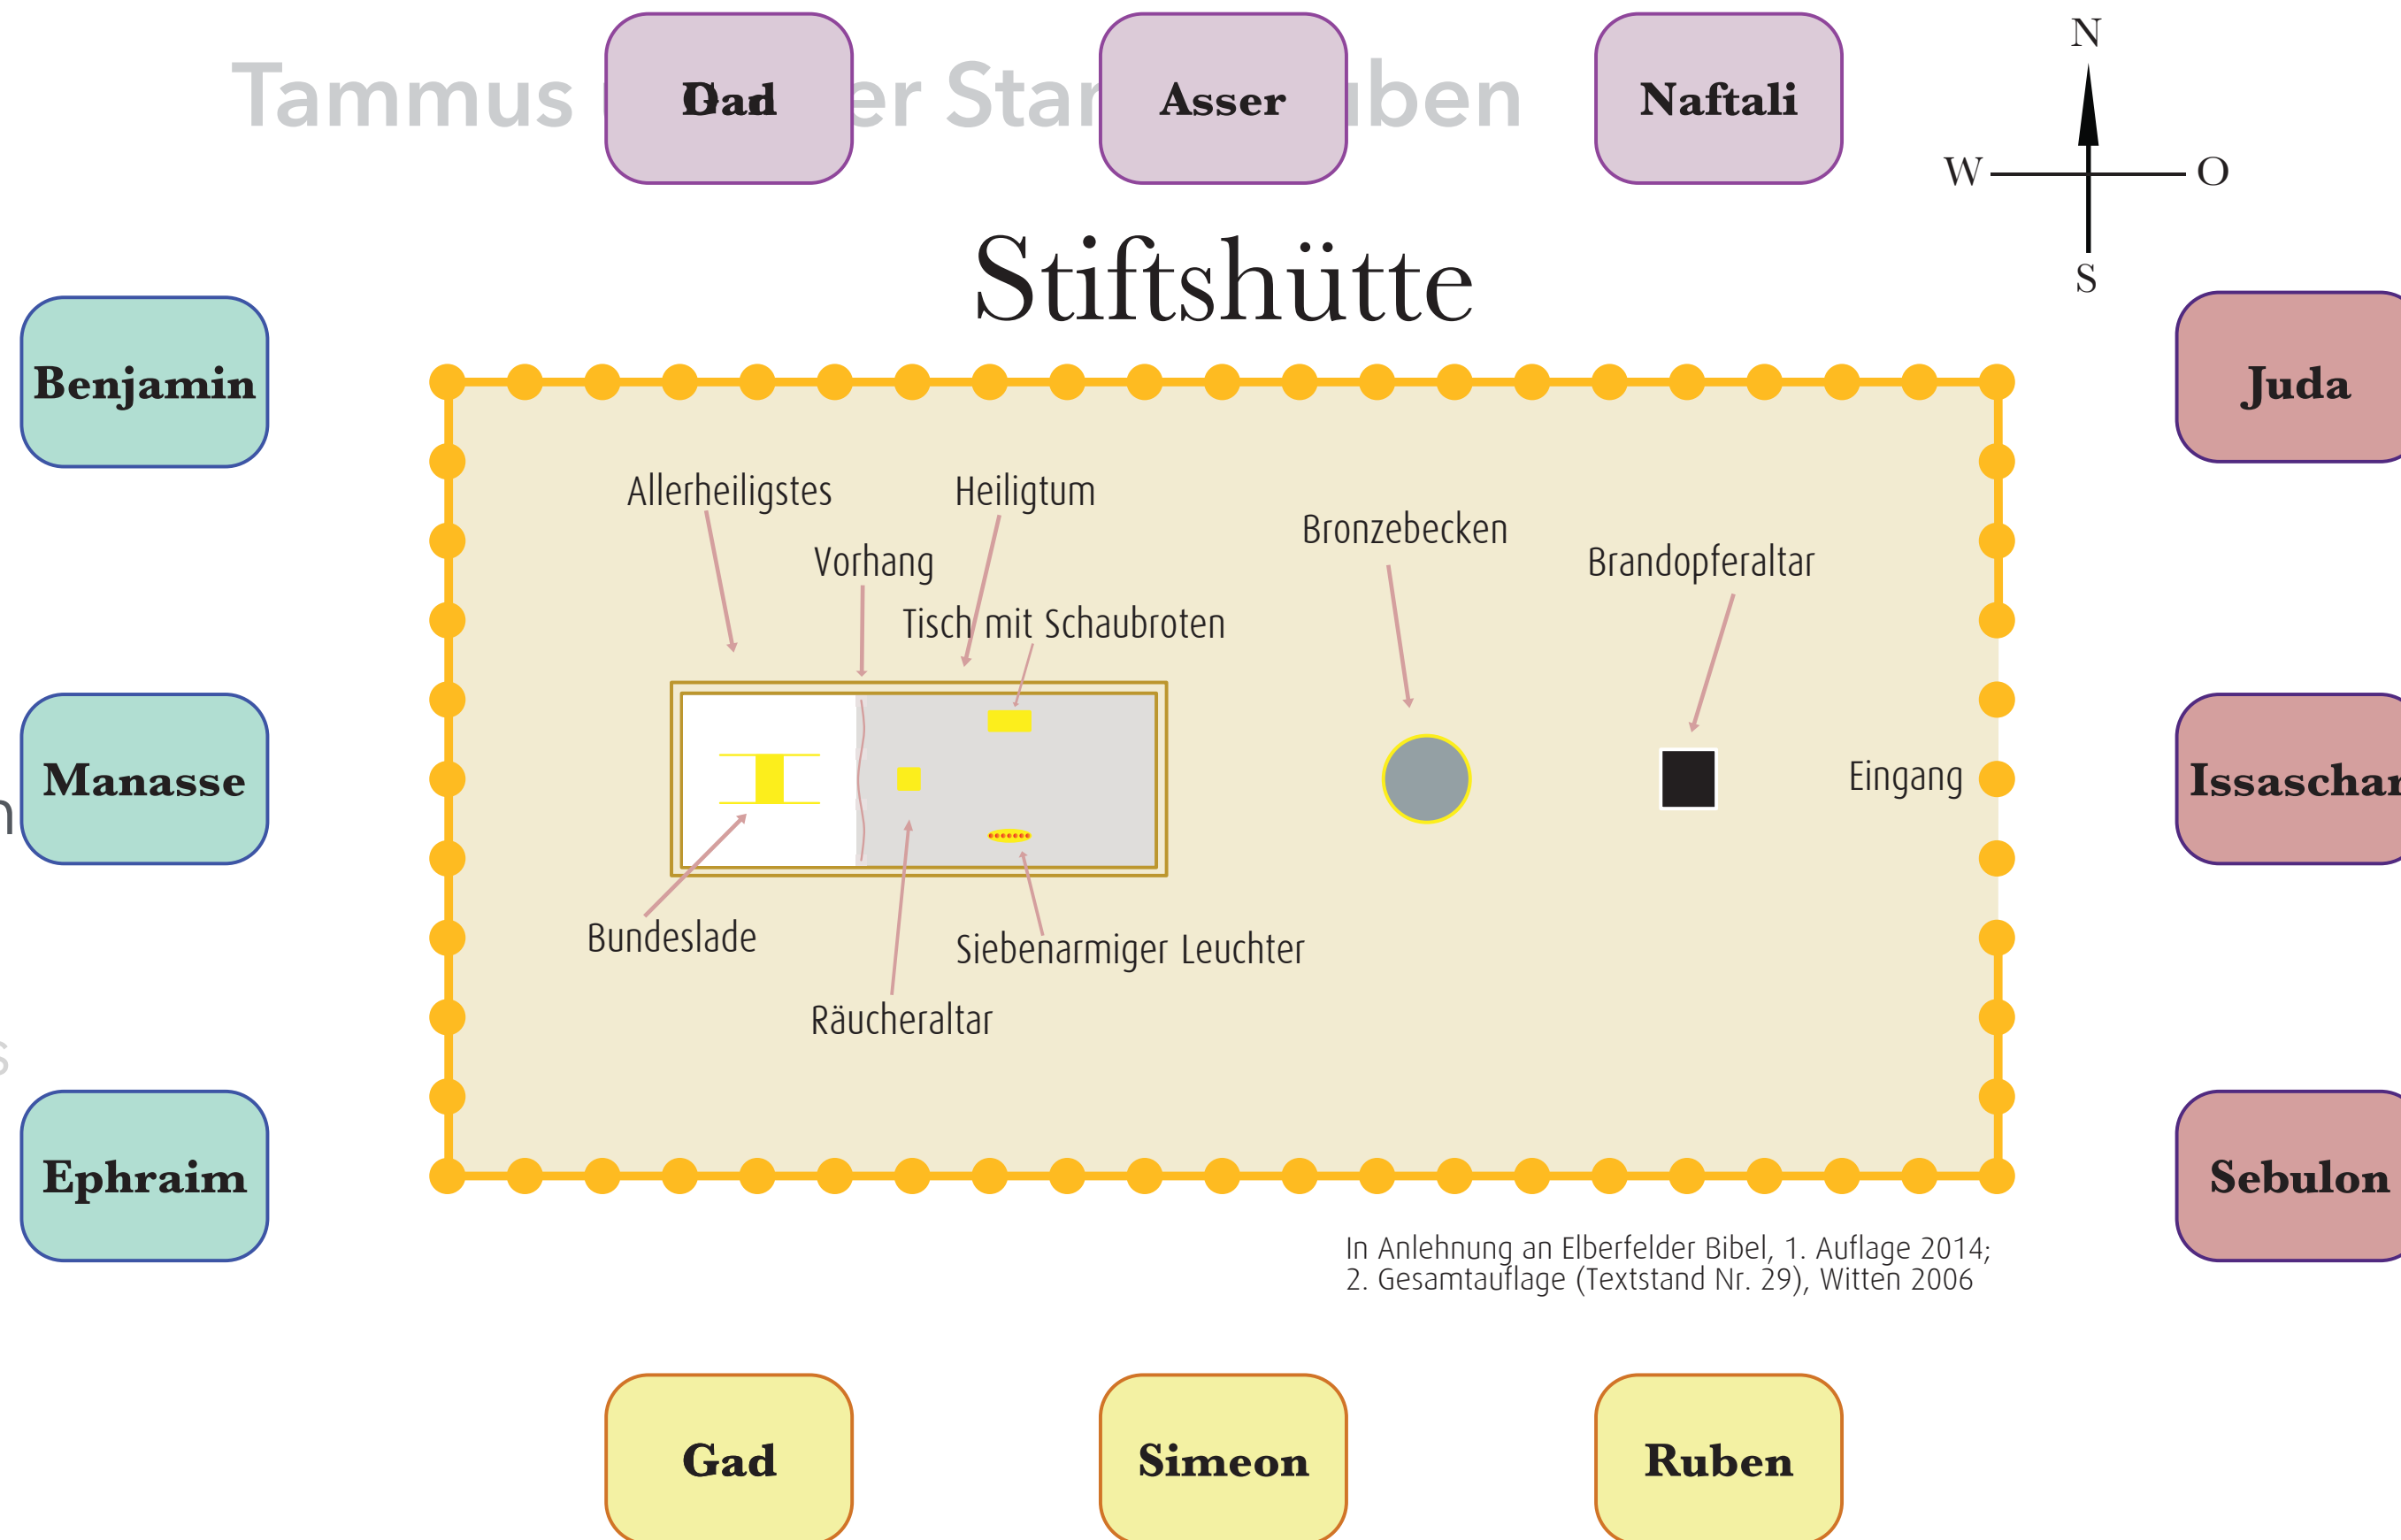 Tammus
Dad
Asser
Naftali
N
W
O
S
Stiftshütte
Benjamin
Juda
Allerheiligstes
Heiligtum
Bronzebecken
Vorhang
Brandopferaltar
Tisch mit Schaubroten
Manasse
Eingang
Issaschar
Bundeslade
Siebenarmiger Leuchter
Räucheraltar
Ephraim
Sebulon
In Anlehnung an Elberfelder Bibel, 1. Auflage 2014;
2. Gesamtauflage (Textstand Nr. 29), Witten 2006
Gad
Simeon
Ruben